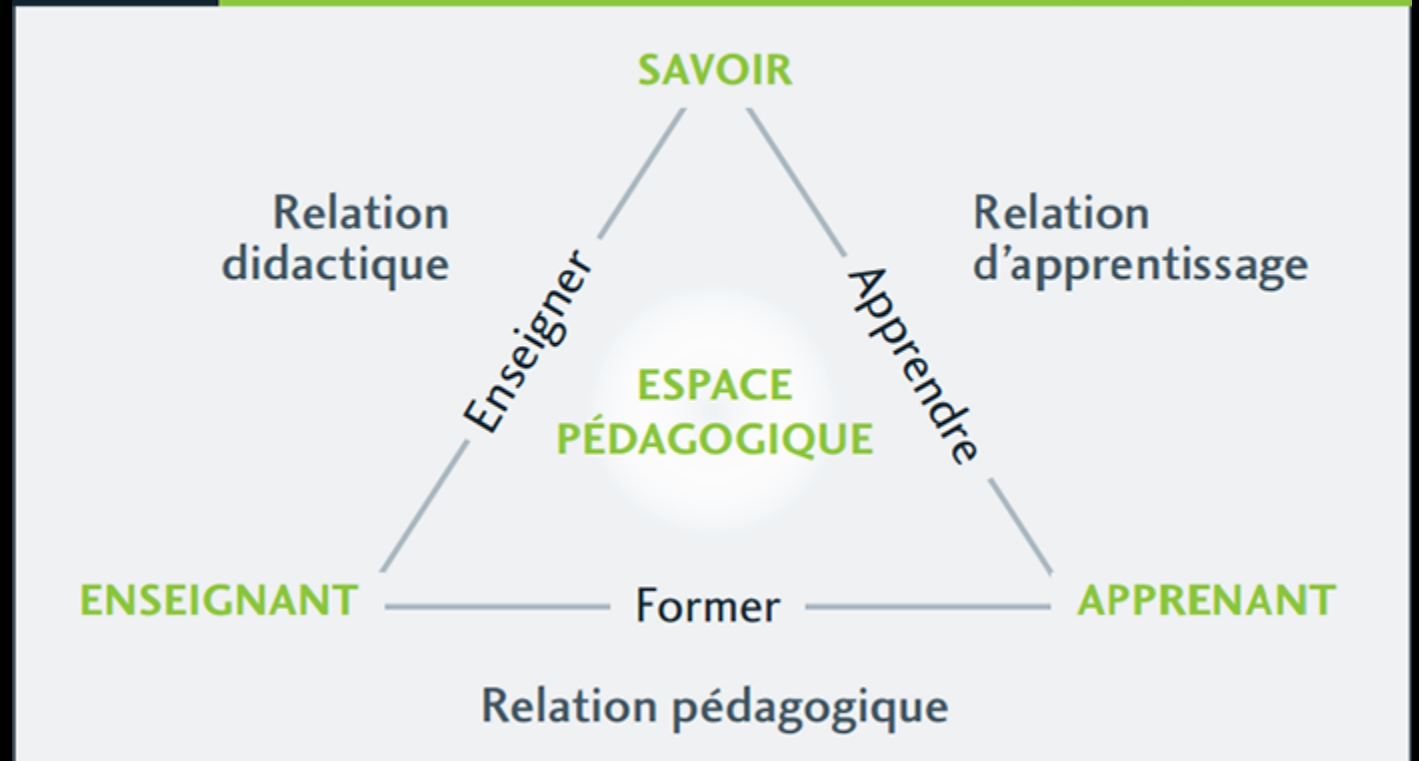 SAVOIR
Relation
didactique
Relation
d’apprentissage
Enseigner
Apprendre
ESPACE
PÉDAGOGIQUE
ENSEIGNANT
Former
APPRENANT
Relation pédagogique